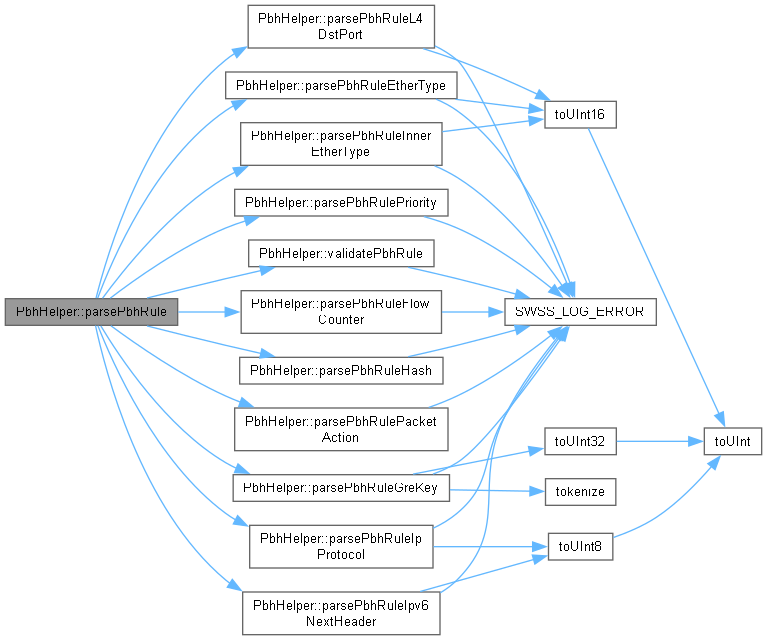 PbhHelper::parsePbhRuleL4
DstPort
PbhHelper::parsePbhRuleEtherType
toUInt16
PbhHelper::parsePbhRuleInner
EtherType
PbhHelper::parsePbhRulePriority
PbhHelper::validatePbhRule
PbhHelper::parsePbhRule
PbhHelper::parsePbhRuleFlow
Counter
SWSS_LOG_ERROR
PbhHelper::parsePbhRuleHash
PbhHelper::parsePbhRulePacket
Action
toUInt32
toUInt
PbhHelper::parsePbhRuleGreKey
tokenize
PbhHelper::parsePbhRuleIp
Protocol
toUInt8
PbhHelper::parsePbhRuleIpv6
NextHeader